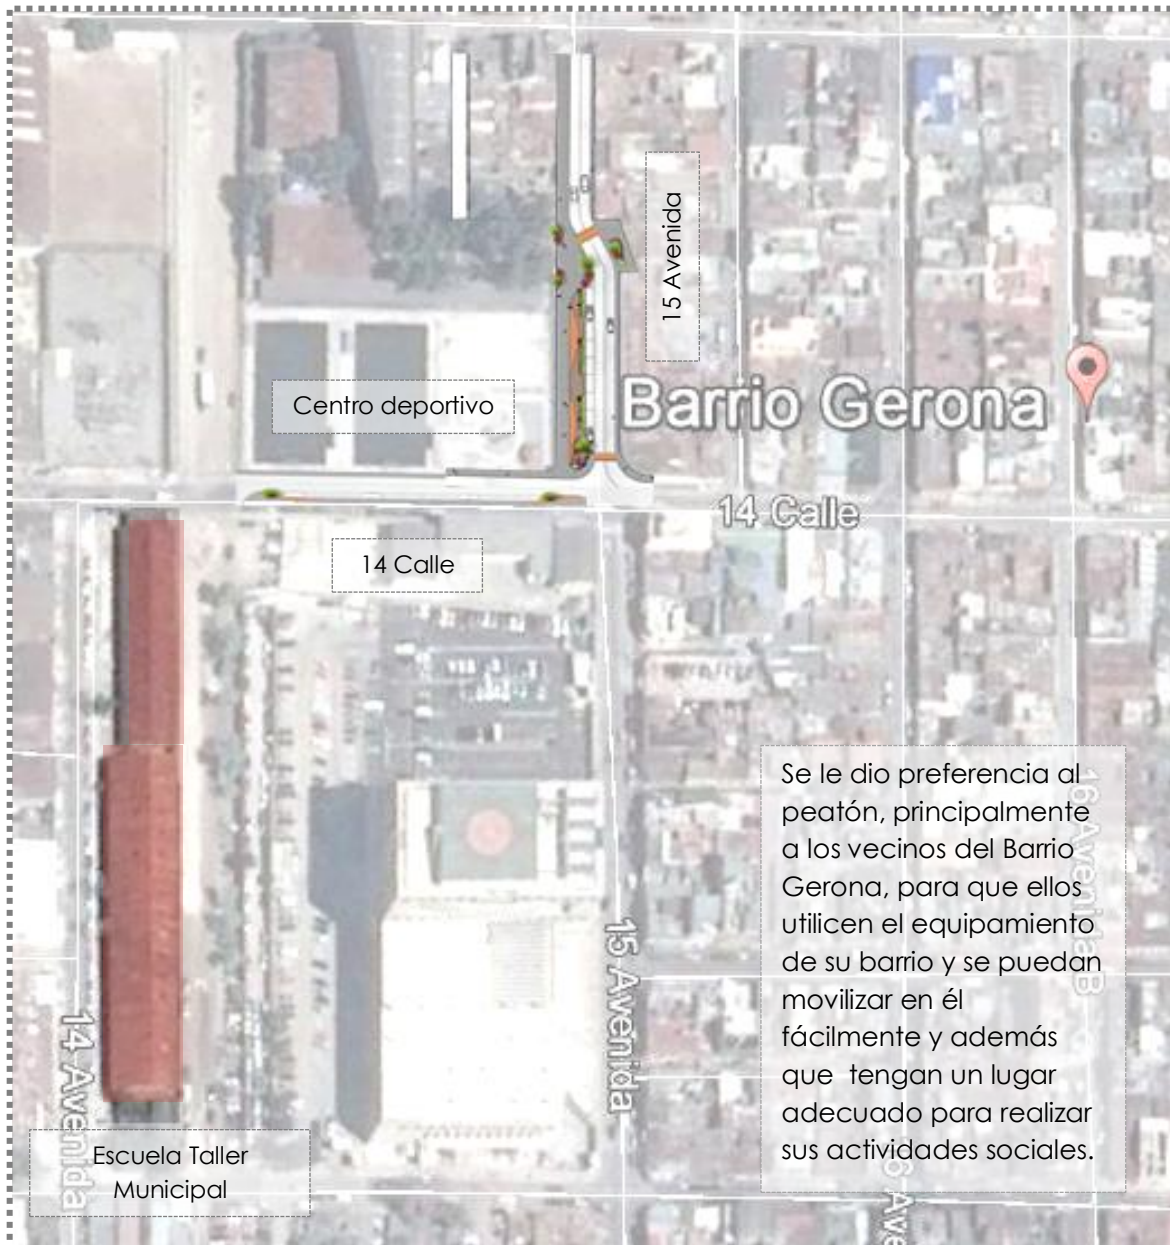 15 Avenida
Centro deportivo
Barrio Gerona
14 Calle
14 Calle
Se le dio preferencia al
peatón, principalmente
a los vecinos del Barrio
Gerona, para que ellos
utilicen el equipamiento
de su barrio y se puedan
movilizar en él
fácilmente y además
que tengan un lugar
adecuado para realizar
sus actividades sociales.
16 Avenida B
15 Avenida
14 Avenida
Escuela Taller
Municipal